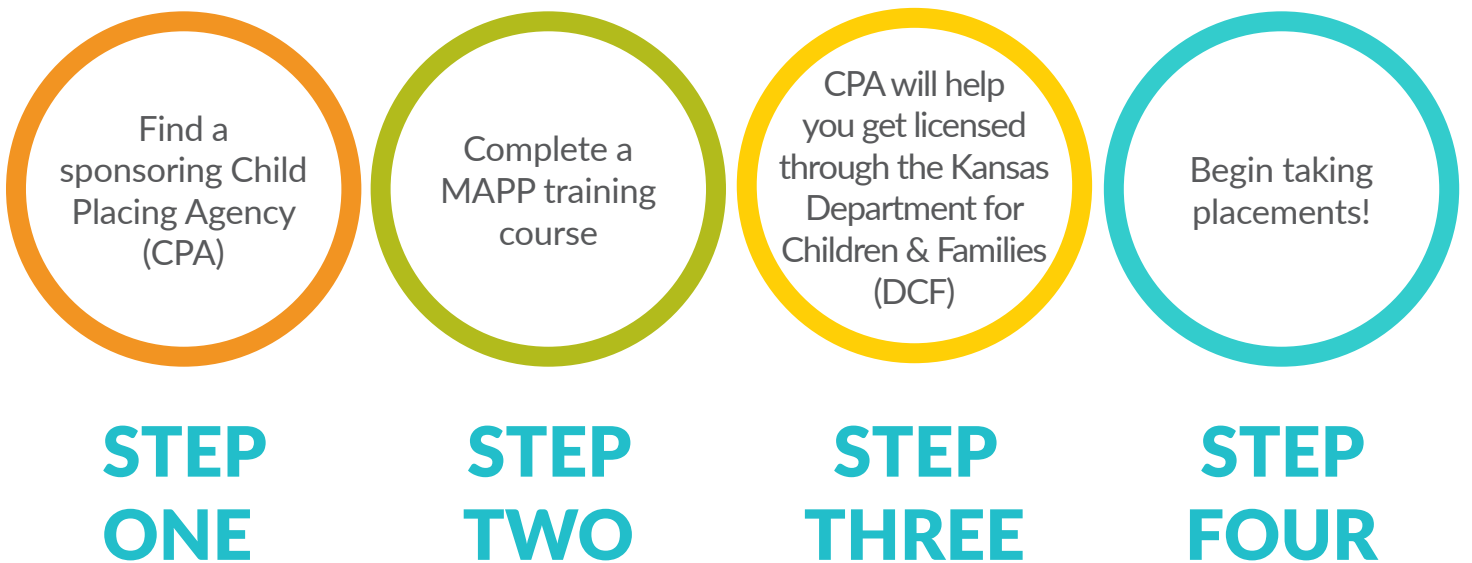 Find a
sponsoring Child
Placing Agency
(CPA)
STEP
ONE
Complete a
MAPP training
course
STEP
TWO
CPA will help
you get licensed
through the Kansas
Department for
Children & Families
(DCF)
STEP
THREE
Begin taking
placements!
STEP
FOUR